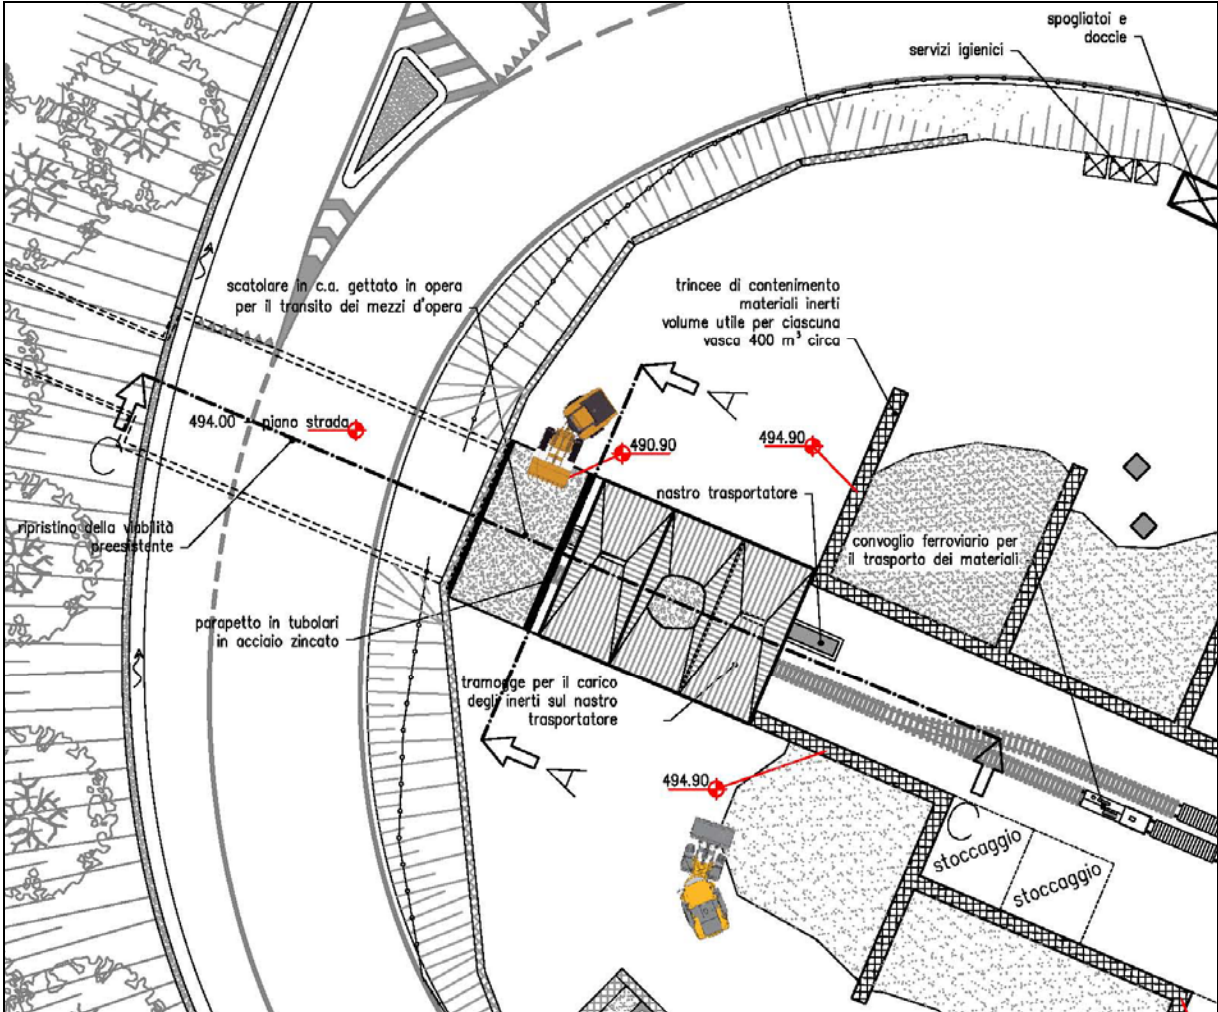 spogliatoi e
doccie
servizi igienici
scatolare in c.a. gettato in opera
per il transito dei mezzi d'opera
trincee di contenimento
materiali inerti
volume utile per ciascuna
vasca 400 m³ circa
A
494.00 piano strada
490.90
494.90
C
nastro trasportatore
ripristino della viabilità
preesistente
convoglio ferroviario per
il trasporto dei materiali
parapetto in tubolari
in acciaio zincato
tramogge per il carico
degli inerti sul nastro
trasportatore
A
494.90
C
stoccaggio
stoccaggio